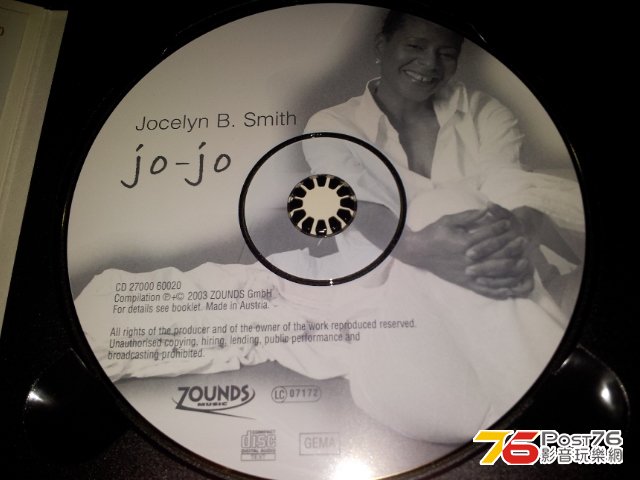 Jocelyn B. Smith
jo-jo
CD 27000 60020
Compilation ℗+© 2003 ZOUNDS GmbH
For details see booklet. Made in Austria.
All rights of the producer and of the owner of the work reproduced reserved.
Unauthorised copying, hiring, lending, public performance and
broadcasting prohibited.
ZOUNDS
MUSIC
LC 07172
COMPACT
disc
DIGITAL AUDIO
TEXT
GEMA
76 Post76
影音玩樂網